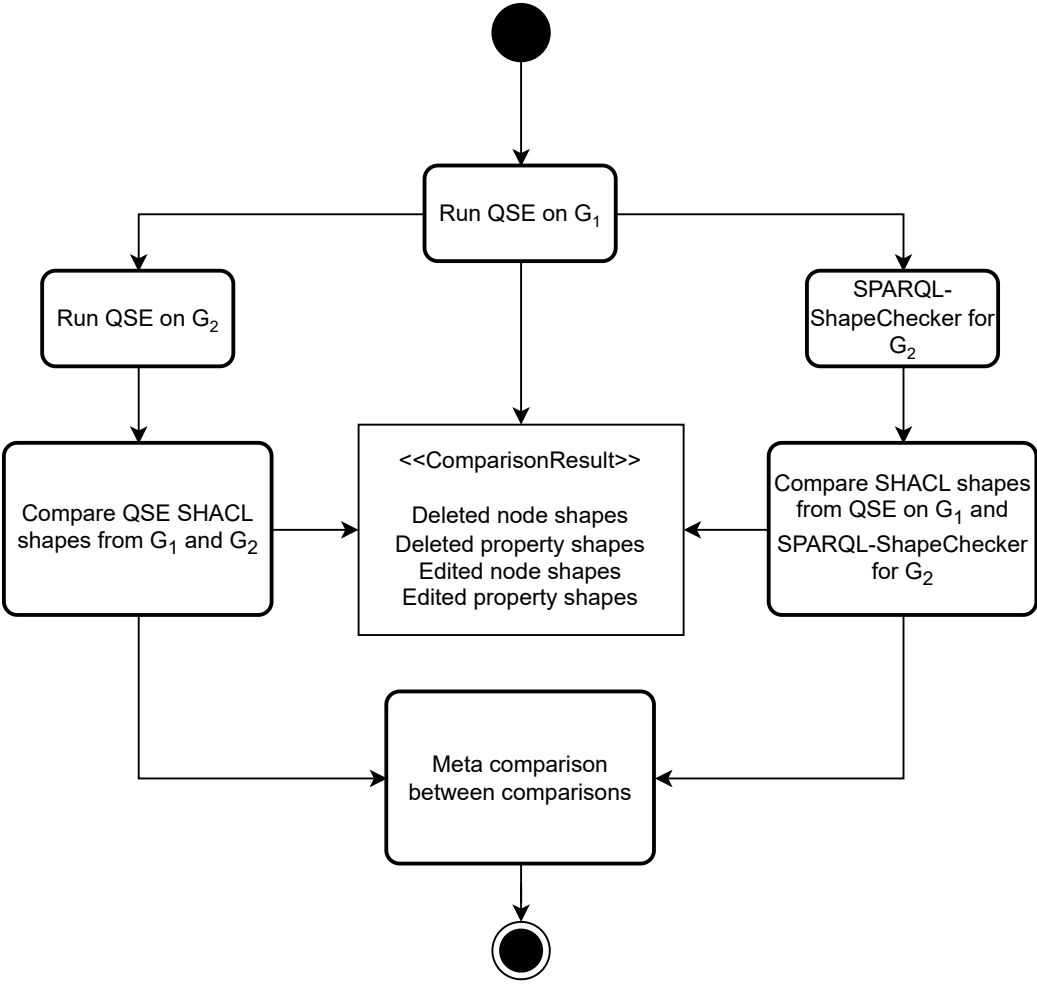 Run QSE on G₁
Run QSE on G₂
SPARQL-
ShapeChecker for
G₂
<<ComparisonResult>>
Deleted node shapes
Deleted property shapes
Edited node shapes
Edited property shapes
Compare QSE SHACL
shapes from G₁ and G₂
Compare SHACL shapes
from QSE on G₁ and
SPARQL-ShapeChecker
for G₂
Meta comparison
between comparisons